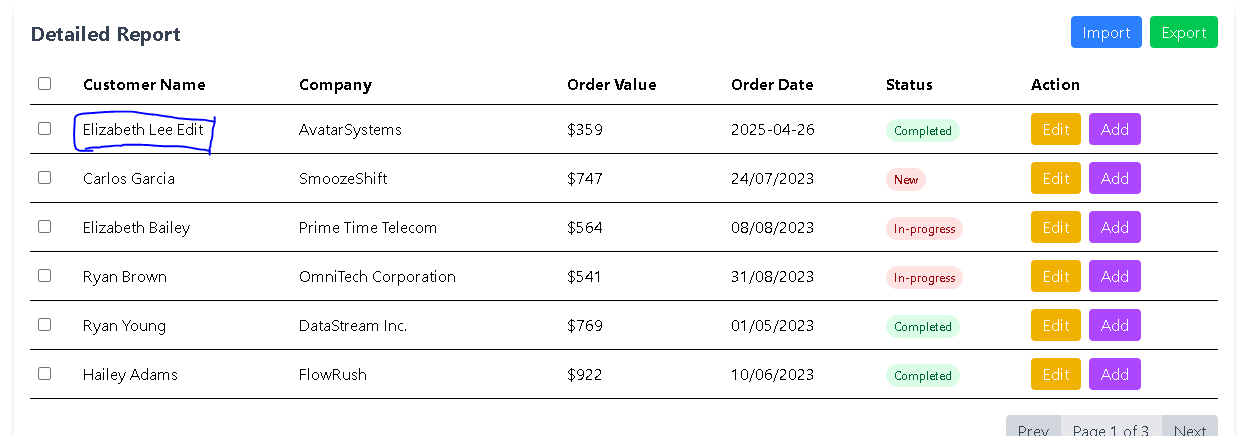 Detailed Report Import Export
Customer Name Company Order Value Order Date Status Action
Elizabeth Lee Edit AvatarSystems $359 2025-04-26 Completed Edit Add
Carlos Garcia SmoozeShift $747 24/07/2023 New Edit Add
Elizabeth Bailey Prime Time Telecom $564 08/08/2023 In-progress Edit Add
Ryan Brown OmniTech Corporation $541 31/08/2023 In-progress Edit Add
Ryan Young DataStream Inc. $769 01/05/2023 Completed Edit Add
Hailey Adams FlowRush $922 10/06/2023 Completed Edit Add
Prev Page 1 of 3 Next